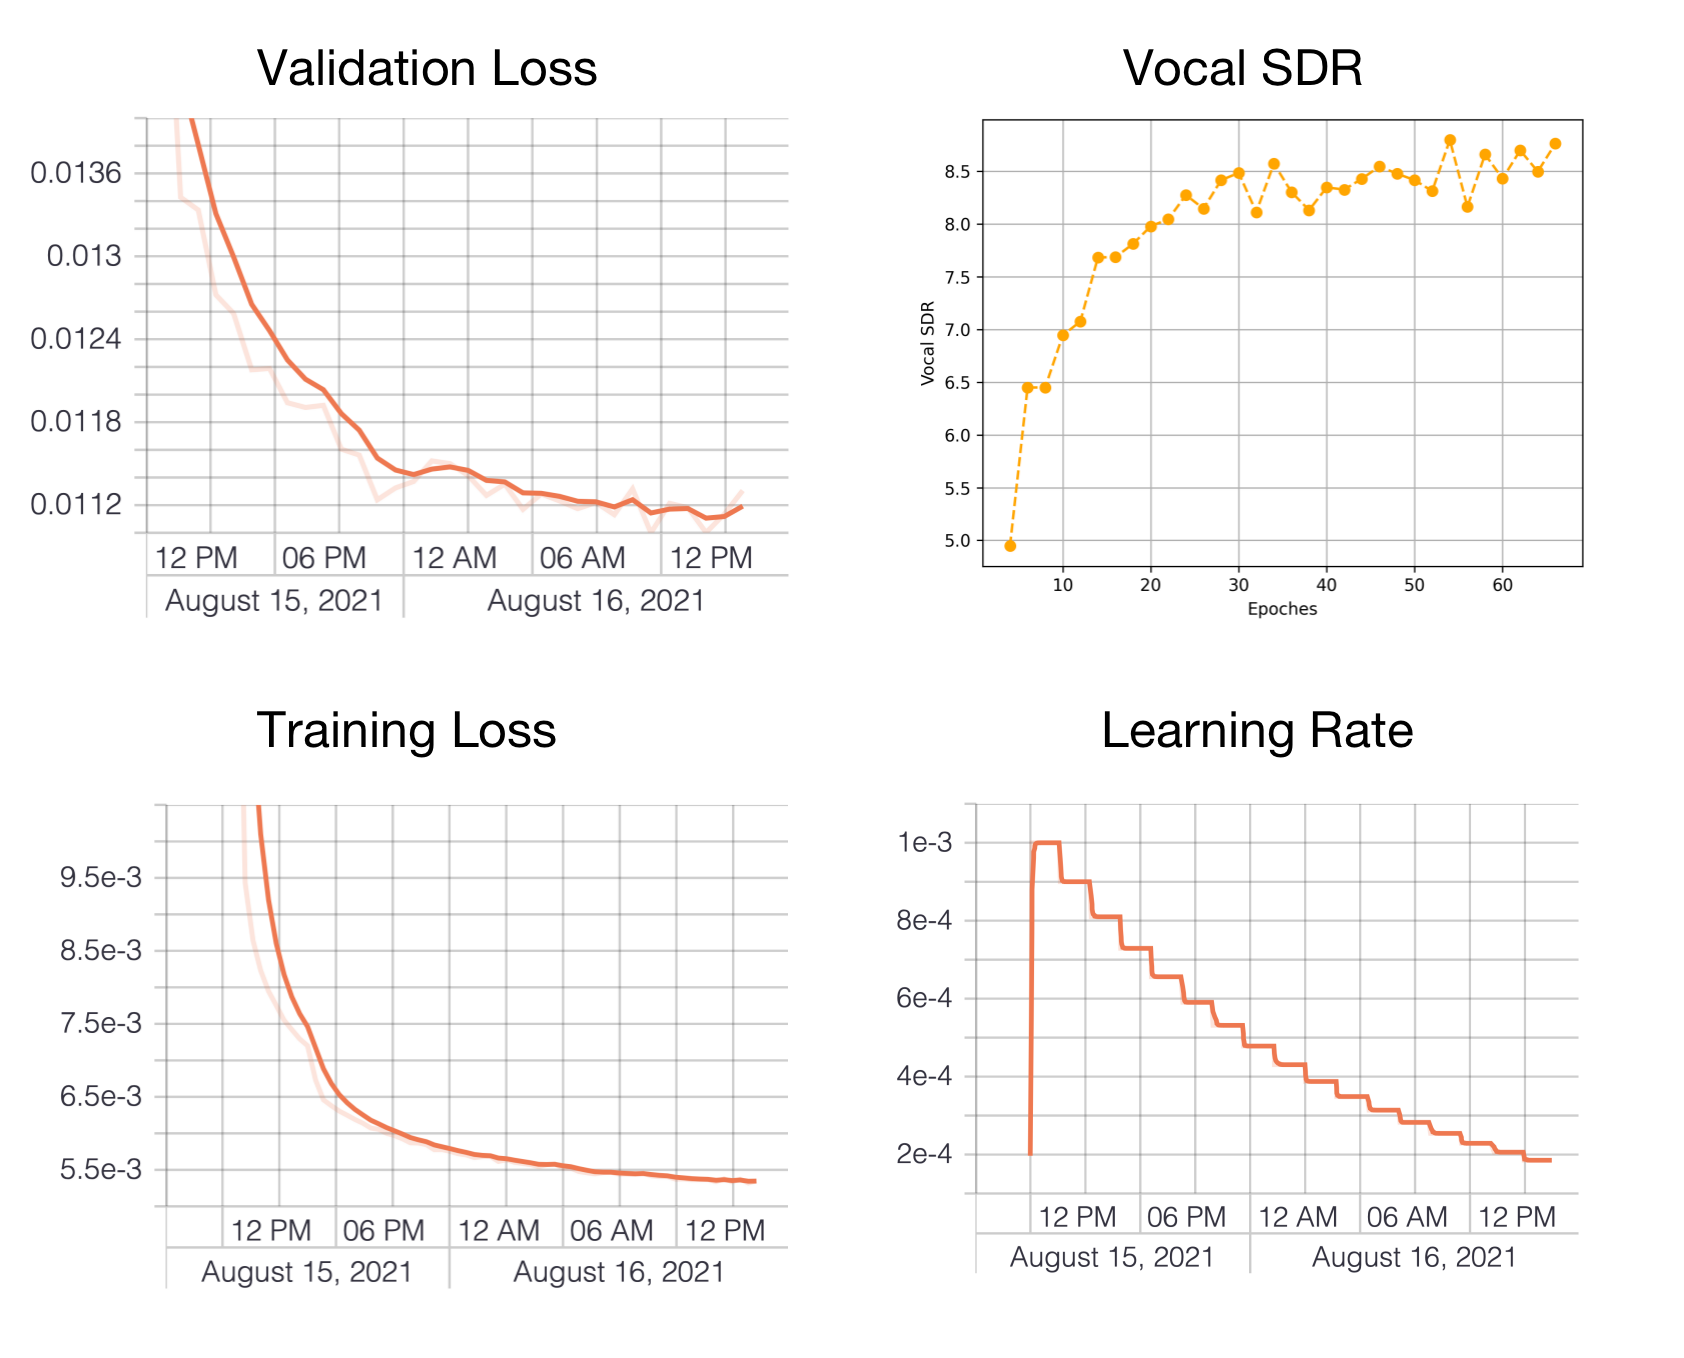 Validation Loss
0.0136
0.013
0.0124
0.0118
0.0112
12 PM 06 PM 12 AM 06 AM 12 PM
August 15, 2021 August 16, 2021
Vocal SDR
8.5
8.0
7.5
7.0
6.5
6.0
5.5
5.0
Vocal SDR
10 20 30 40 50 60
Epoches
Training Loss
9.5e-3
8.5e-3
7.5e-3
6.5e-3
5.5e-3
12 PM 06 PM 12 AM 06 AM 12 PM
August 15, 2021 August 16, 2021
Learning Rate
1e-3
8e-4
6e-4
4e-4
2e-4
12 PM 06 PM 12 AM 06 AM 12 PM
August 15, 2021 August 16, 2021